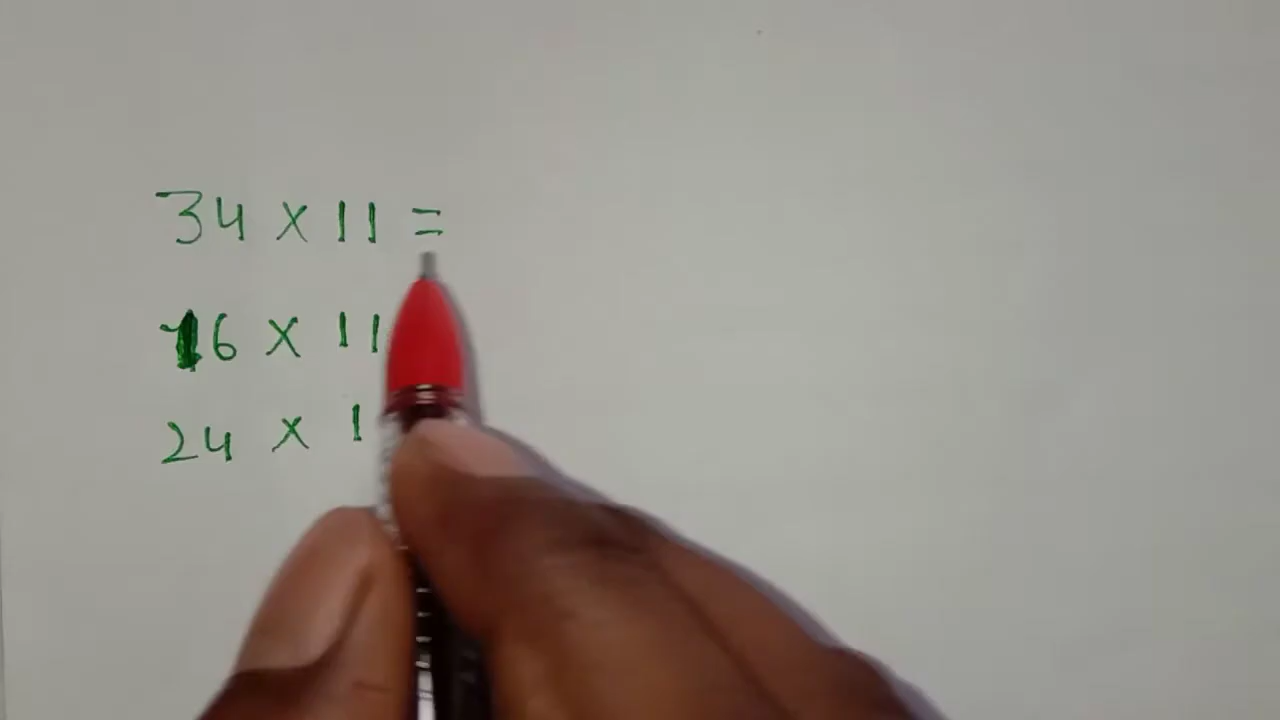 34 x 11 =
16 x 11
24 x 1